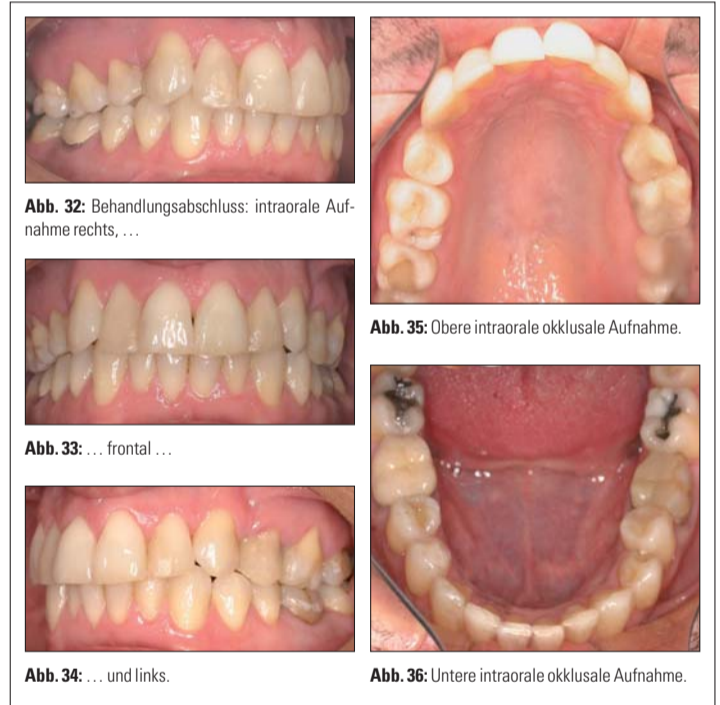 Abb. 32: Behandlungsabschluss: intraorale Auf-
nahme rechts, …
Abb. 33: … frontal …
Abb. 34: … und links.
Abb. 35: Obere intraorale okklusale Aufnahme.
Abb. 36: Untere intraorale okklusale Aufnahme.